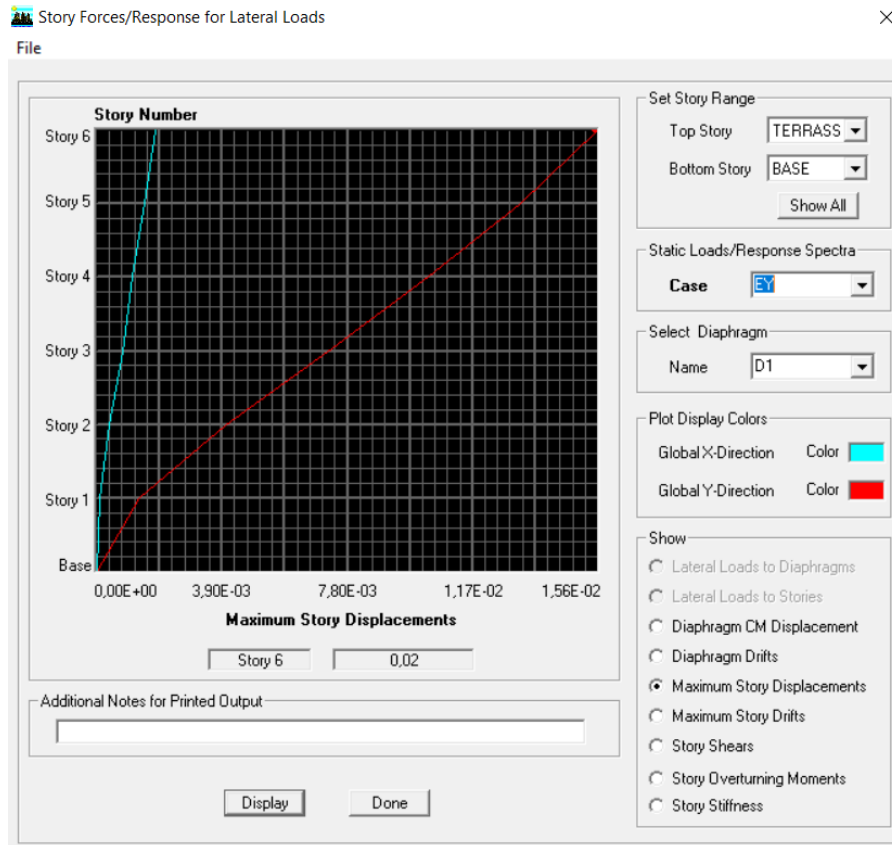 Story Forces/Response for Lateral Loads
File
Story Number
Story 6
Story 5
Story 4
Story 3
Story 2
Story 1
Base
0,00E+00 3,90E-03 7,80E-03 1,17E-02 1,56E-02
Maximum Story Displacements
Story 6 0,02
Additional Notes for Printed Output
Display Done
Set Story Range
Top Story TERRASS
Bottom Story BASE
Show All
Static Loads/Response Spectra
Case EY
Select Diaphragm
Name D1
Plot Display Colors
Global X-Direction Color
Global Y-Direction Color
Show
Lateral Loads to Diaphragms
Lateral Loads to Stories
Diaphragm CM Displacement
Diaphragm Drifts
Maximum Story Displacements
Maximum Story Drifts
Story Shears
Story Overturning Moments
Story Stiffness